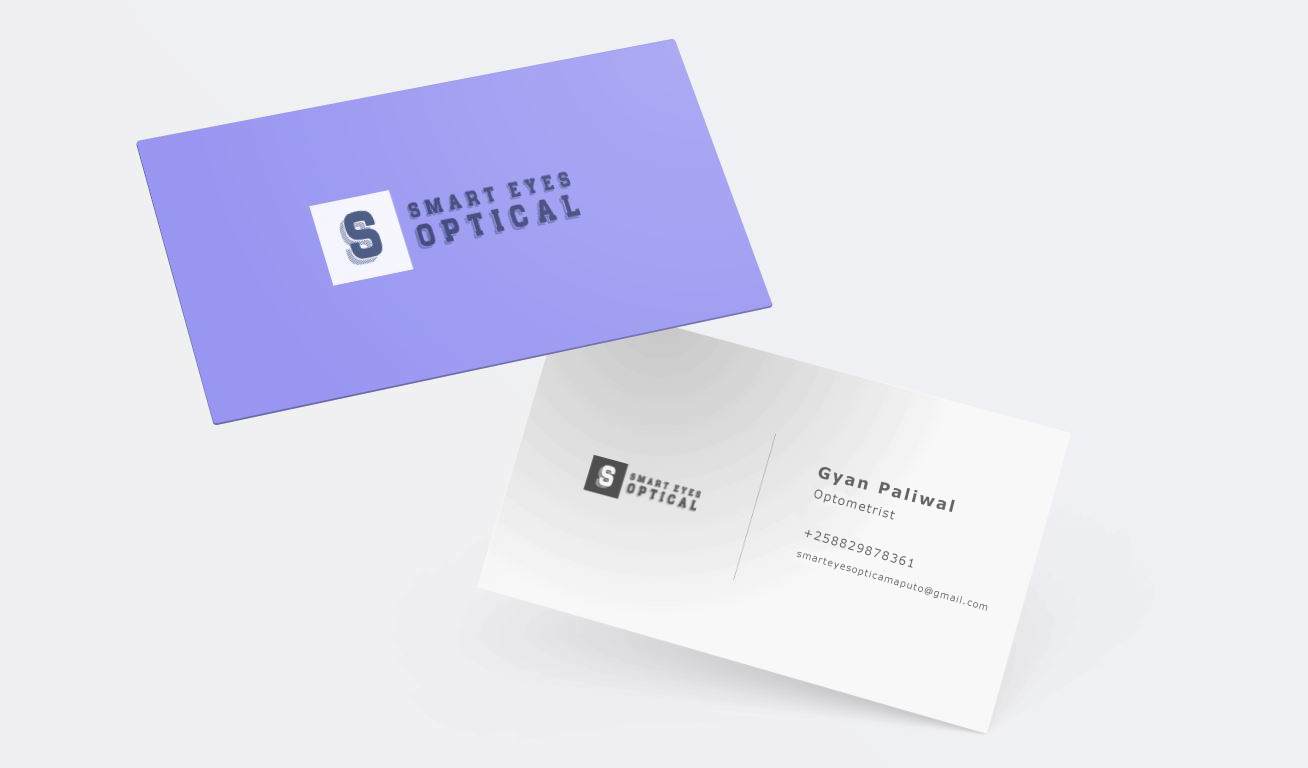 S
SMART EYES
OPTICAL
S
SMART EYES
OPTICAL
Gyan Paliwal
Optometrist
+258829878361
smarteyesopticamaputo@gmail.com